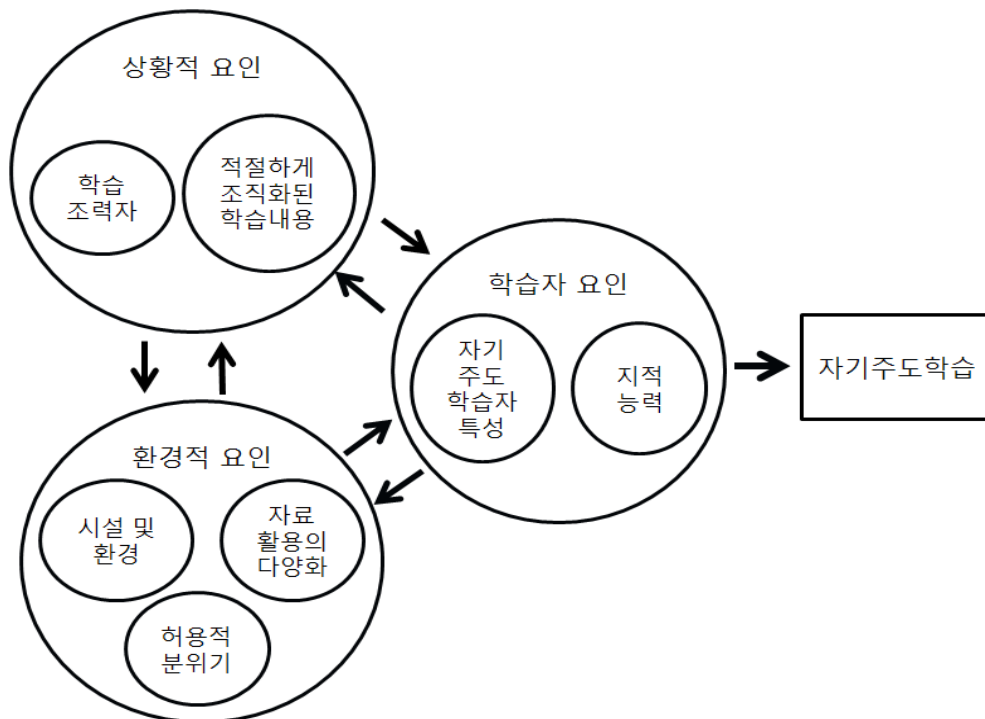 상황적 요인
학습
조력자
적절하게
조직화된
학습내용
학습자 요인
자기
주도
학습자
특성
지적
능력
자기주도학습
환경적 요인
시설 및
환경
자료
활용의
다양화
허용적
분위기